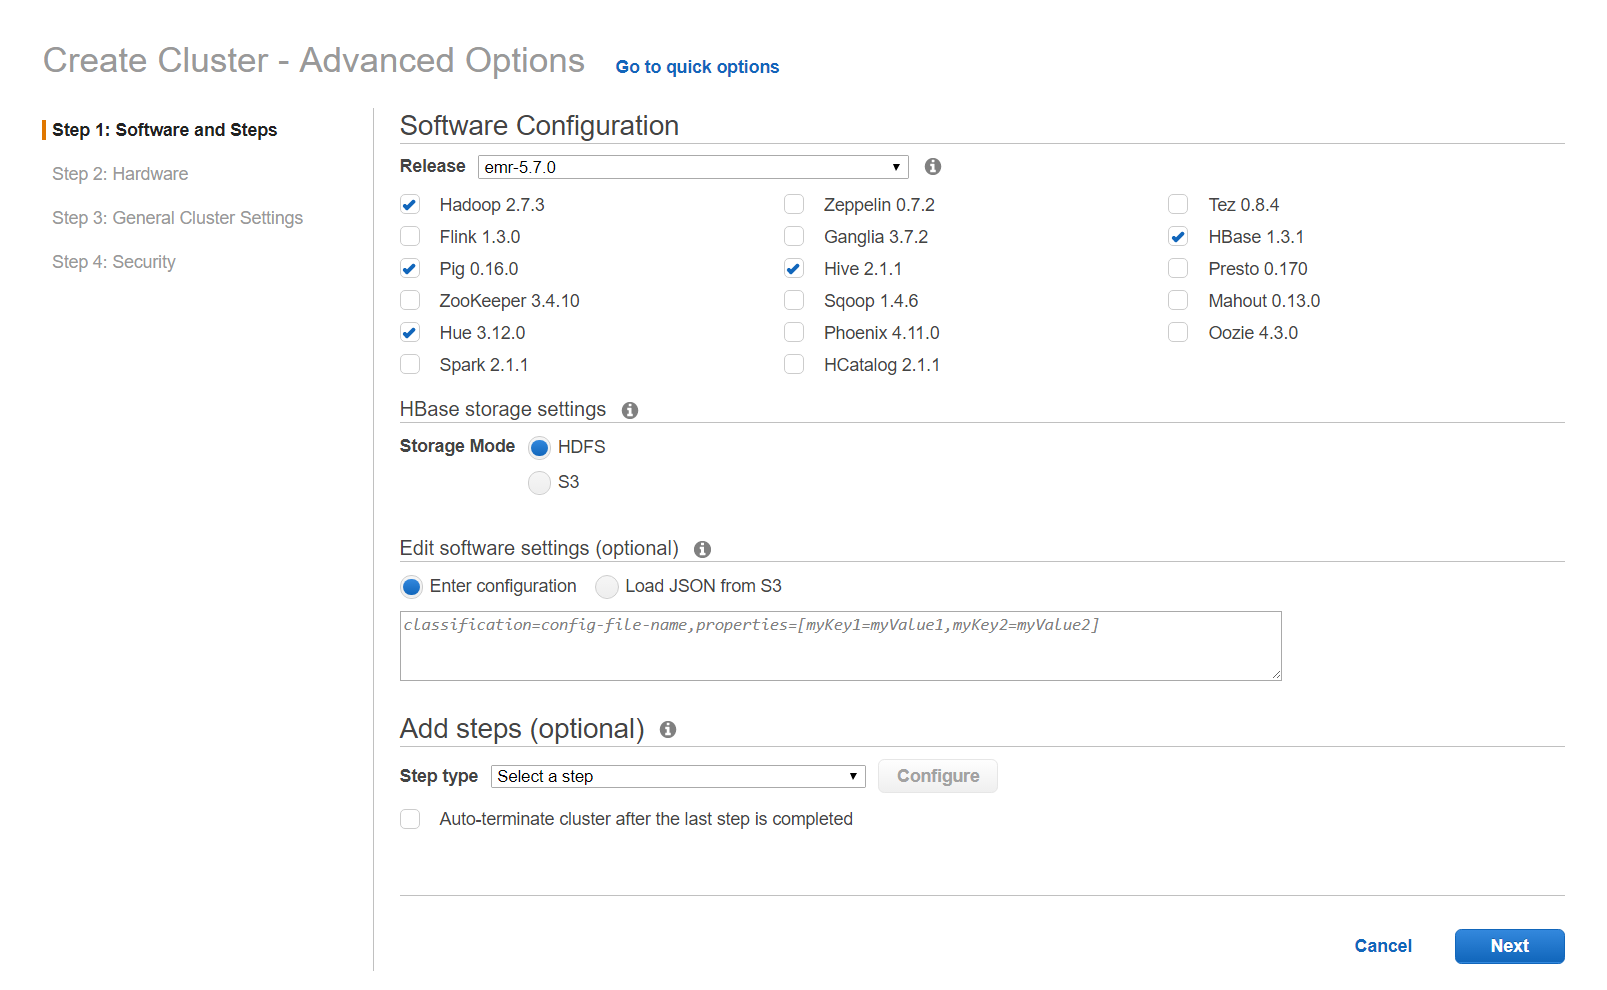 Create Cluster - Advanced Options Go to quick options
Step 1: Software and Steps
Step 2: Hardware
Step 3: General Cluster Settings
Step 4: Security
Software Configuration
Release emr-5.7.0
Hadoop 2.7.3 Zeppelin 0.7.2 Tez 0.8.4
Flink 1.3.0 Ganglia 3.7.2 HBase 1.3.1
Pig 0.16.0 Hive 2.1.1 Presto 0.170
ZooKeeper 3.4.10 Sqoop 1.4.6 Mahout 0.13.0
Hue 3.12.0 Phoenix 4.11.0 Oozie 4.3.0
Spark 2.1.1 HCatalog 2.1.1
HBase storage settings
Storage Mode HDFS
S3
Edit software settings (optional)
Enter configuration Load JSON from S3
classification=config-file-name,properties=[myKey1=myValue1,myKey2=myValue2]
Add steps (optional)
Step type Select a step Configure
Auto-terminate cluster after the last step is completed
Cancel Next